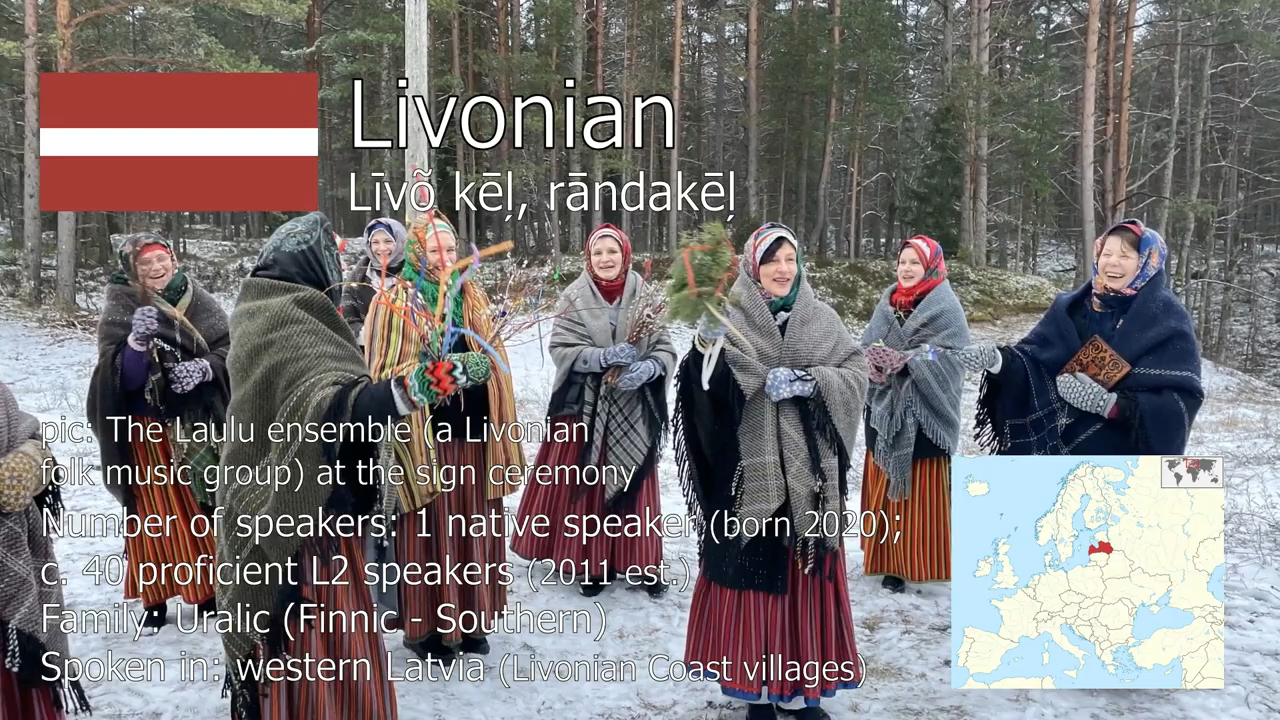 Livonian
Līvõ kēļ, rāndakēļ
pic: The Laulu ensemble (a Livonian
folk music group) at the sign ceremony
Number of speakers: 1 native speaker (born 2020);
c. 40 proficient L2 speakers (2011 est.)
Family: Uralic (Finnic - Southern)
Spoken in: western Latvia (Livonian Coast villages)